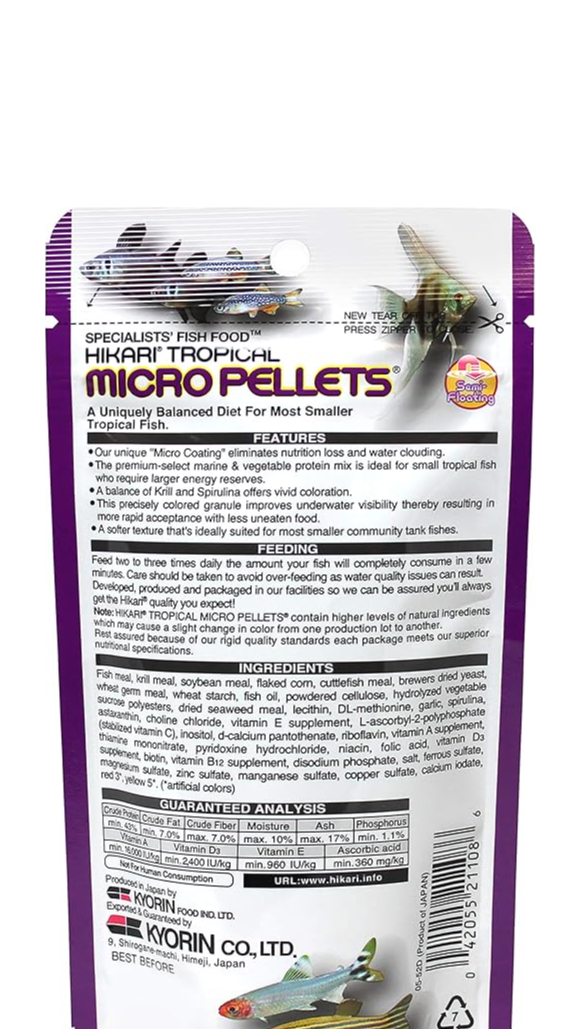 NEW TEAR OFF TOP
PRESS ZIPPER TO CLOSE
SPECIALISTS' FISH FOOD™
HIKARI® TROPICAL
MICRO PELLETS®
Semi-
Floating
A Uniquely Balanced Diet For Most Smaller
Tropical Fish.
FEATURES
•Our unique "Micro Coating" eliminates nutrition loss and water clouding.
•The premium-select marine & vegetable protein mix is ideal for small tropical fish
who require larger energy reserves.
•A balance of Krill and Spirulina offers vivid coloration.
•This precisely colored granule improves underwater visibility thereby resulting in
more rapid acceptance with less uneaten food.
•A softer texture that's ideally suited for most smaller community tank fishes.
FEEDING
Feed two to three times daily the amount your fish will completely consume in a few
minutes. Care should be taken to avoid over-feeding as water quality issues can result.
Developed, produced and packaged in our facilities so we can be assured you'll always
get the Hikari® quality you expect!
Note: HIKARI® TROPICAL MICRO PELLETS® contain higher levels of natural ingredients
which may cause a slight change in color from one production lot to another.
Rest assured because of our rigid quality standards each package meets our superior
nutritional specifications.
INGREDIENTS
Fish meal, krill meal, soybean meal, flaked corn, cuttlefish meal, brewers dried yeast,
wheat germ meal, wheat starch, fish oil, powdered cellulose, hydrolyzed vegetable
sucrose polyesters, dried seaweed meal, lecithin, DL-methionine, garlic, spirulina,
astaxanthin, choline chloride, vitamin E supplement, L-ascorbyl-2-polyphosphate
(stabilized vitamin C), inositol, d-calcium pantothenate, riboflavin, vitamin A supplement,
thiamine mononitrate, pyridoxine hydrochloride, niacin, folic acid, vitamin D3
supplement, biotin, vitamin B12 supplement, disodium phosphate, salt, ferrous sulfate,
magnesium sulfate, zinc sulfate, manganese sulfate, copper sulfate, calcium iodate,
red 3*, yellow 5*. (*artificial colors)
GUARANTEED ANALYSIS
Crude Protein Crude Fat Crude Fiber Moisture Ash Phosphorus
min. 43% min. 7.0% max. 7.0% max. 10% max. 17% min. 1.1%
Vitamin A Vitamin D3 Vitamin E Ascorbic acid
min. 16,000 IU/kg min. 2,400 IU/kg min. 960 IU/kg min. 360 mg/kg
Not For Human Consumption
URL:www.hikari.info
Produced in Japan by
KYORIN FOOD IND. LTD.
Exported & Guaranteed by
KYORIN CO., LTD.
9, Shirogane-machi, Himeji, Japan
BEST BEFORE
05-52D (Product of JAPAN)
0 42055 21108 6
7